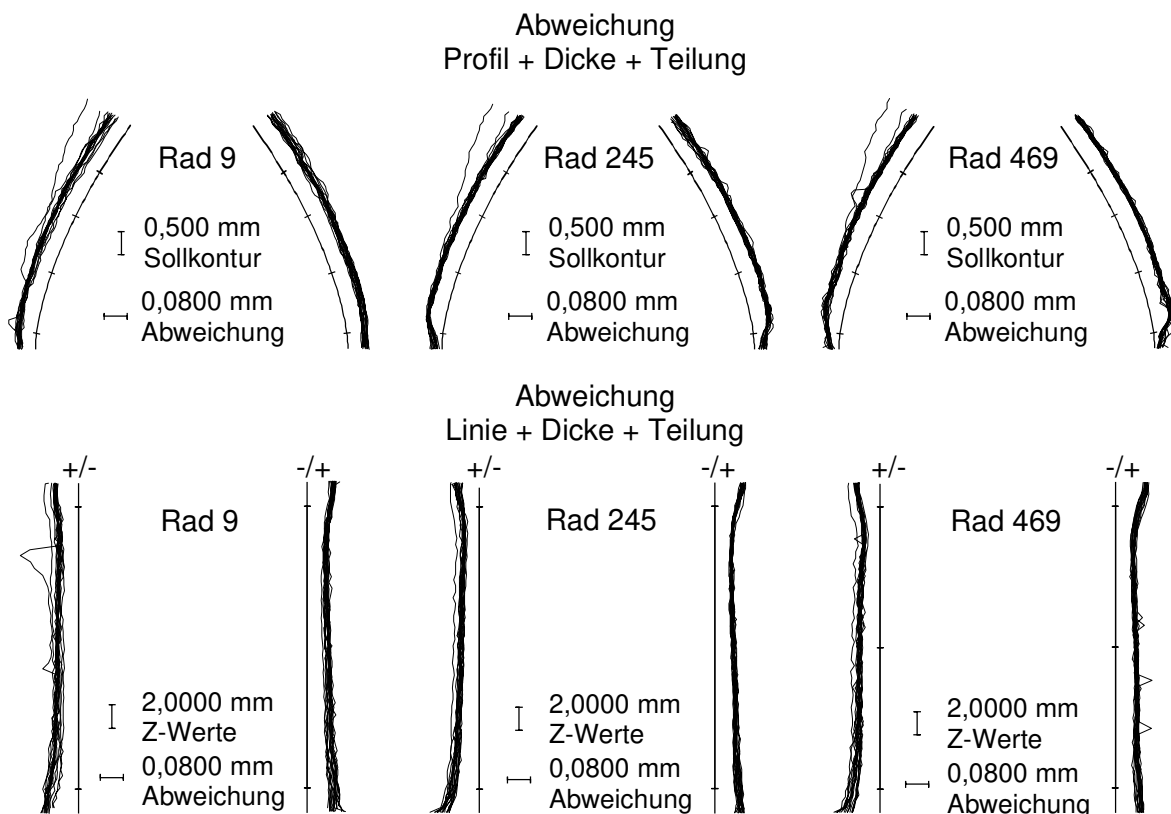 Abweichung
Profil + Dicke + Teilung
Rad 9
0,500 mm
Sollkontur
0,0800 mm
Abweichung
Rad 245
0,500 mm
Sollkontur
0,0800 mm
Abweichung
Rad 469
0,500 mm
Sollkontur
0,0800 mm
Abweichung
Abweichung
Linie + Dicke + Teilung
+/-
-/+
Rad 9
2,0000 mm
Z-Werte
0,0800 mm
Abweichung
+/-
-/+
Rad 245
2,0000 mm
Z-Werte
0,0800 mm
Abweichung
+/-
-/+
Rad 469
2,0000 mm
Z-Werte
0,0800 mm
Abweichung